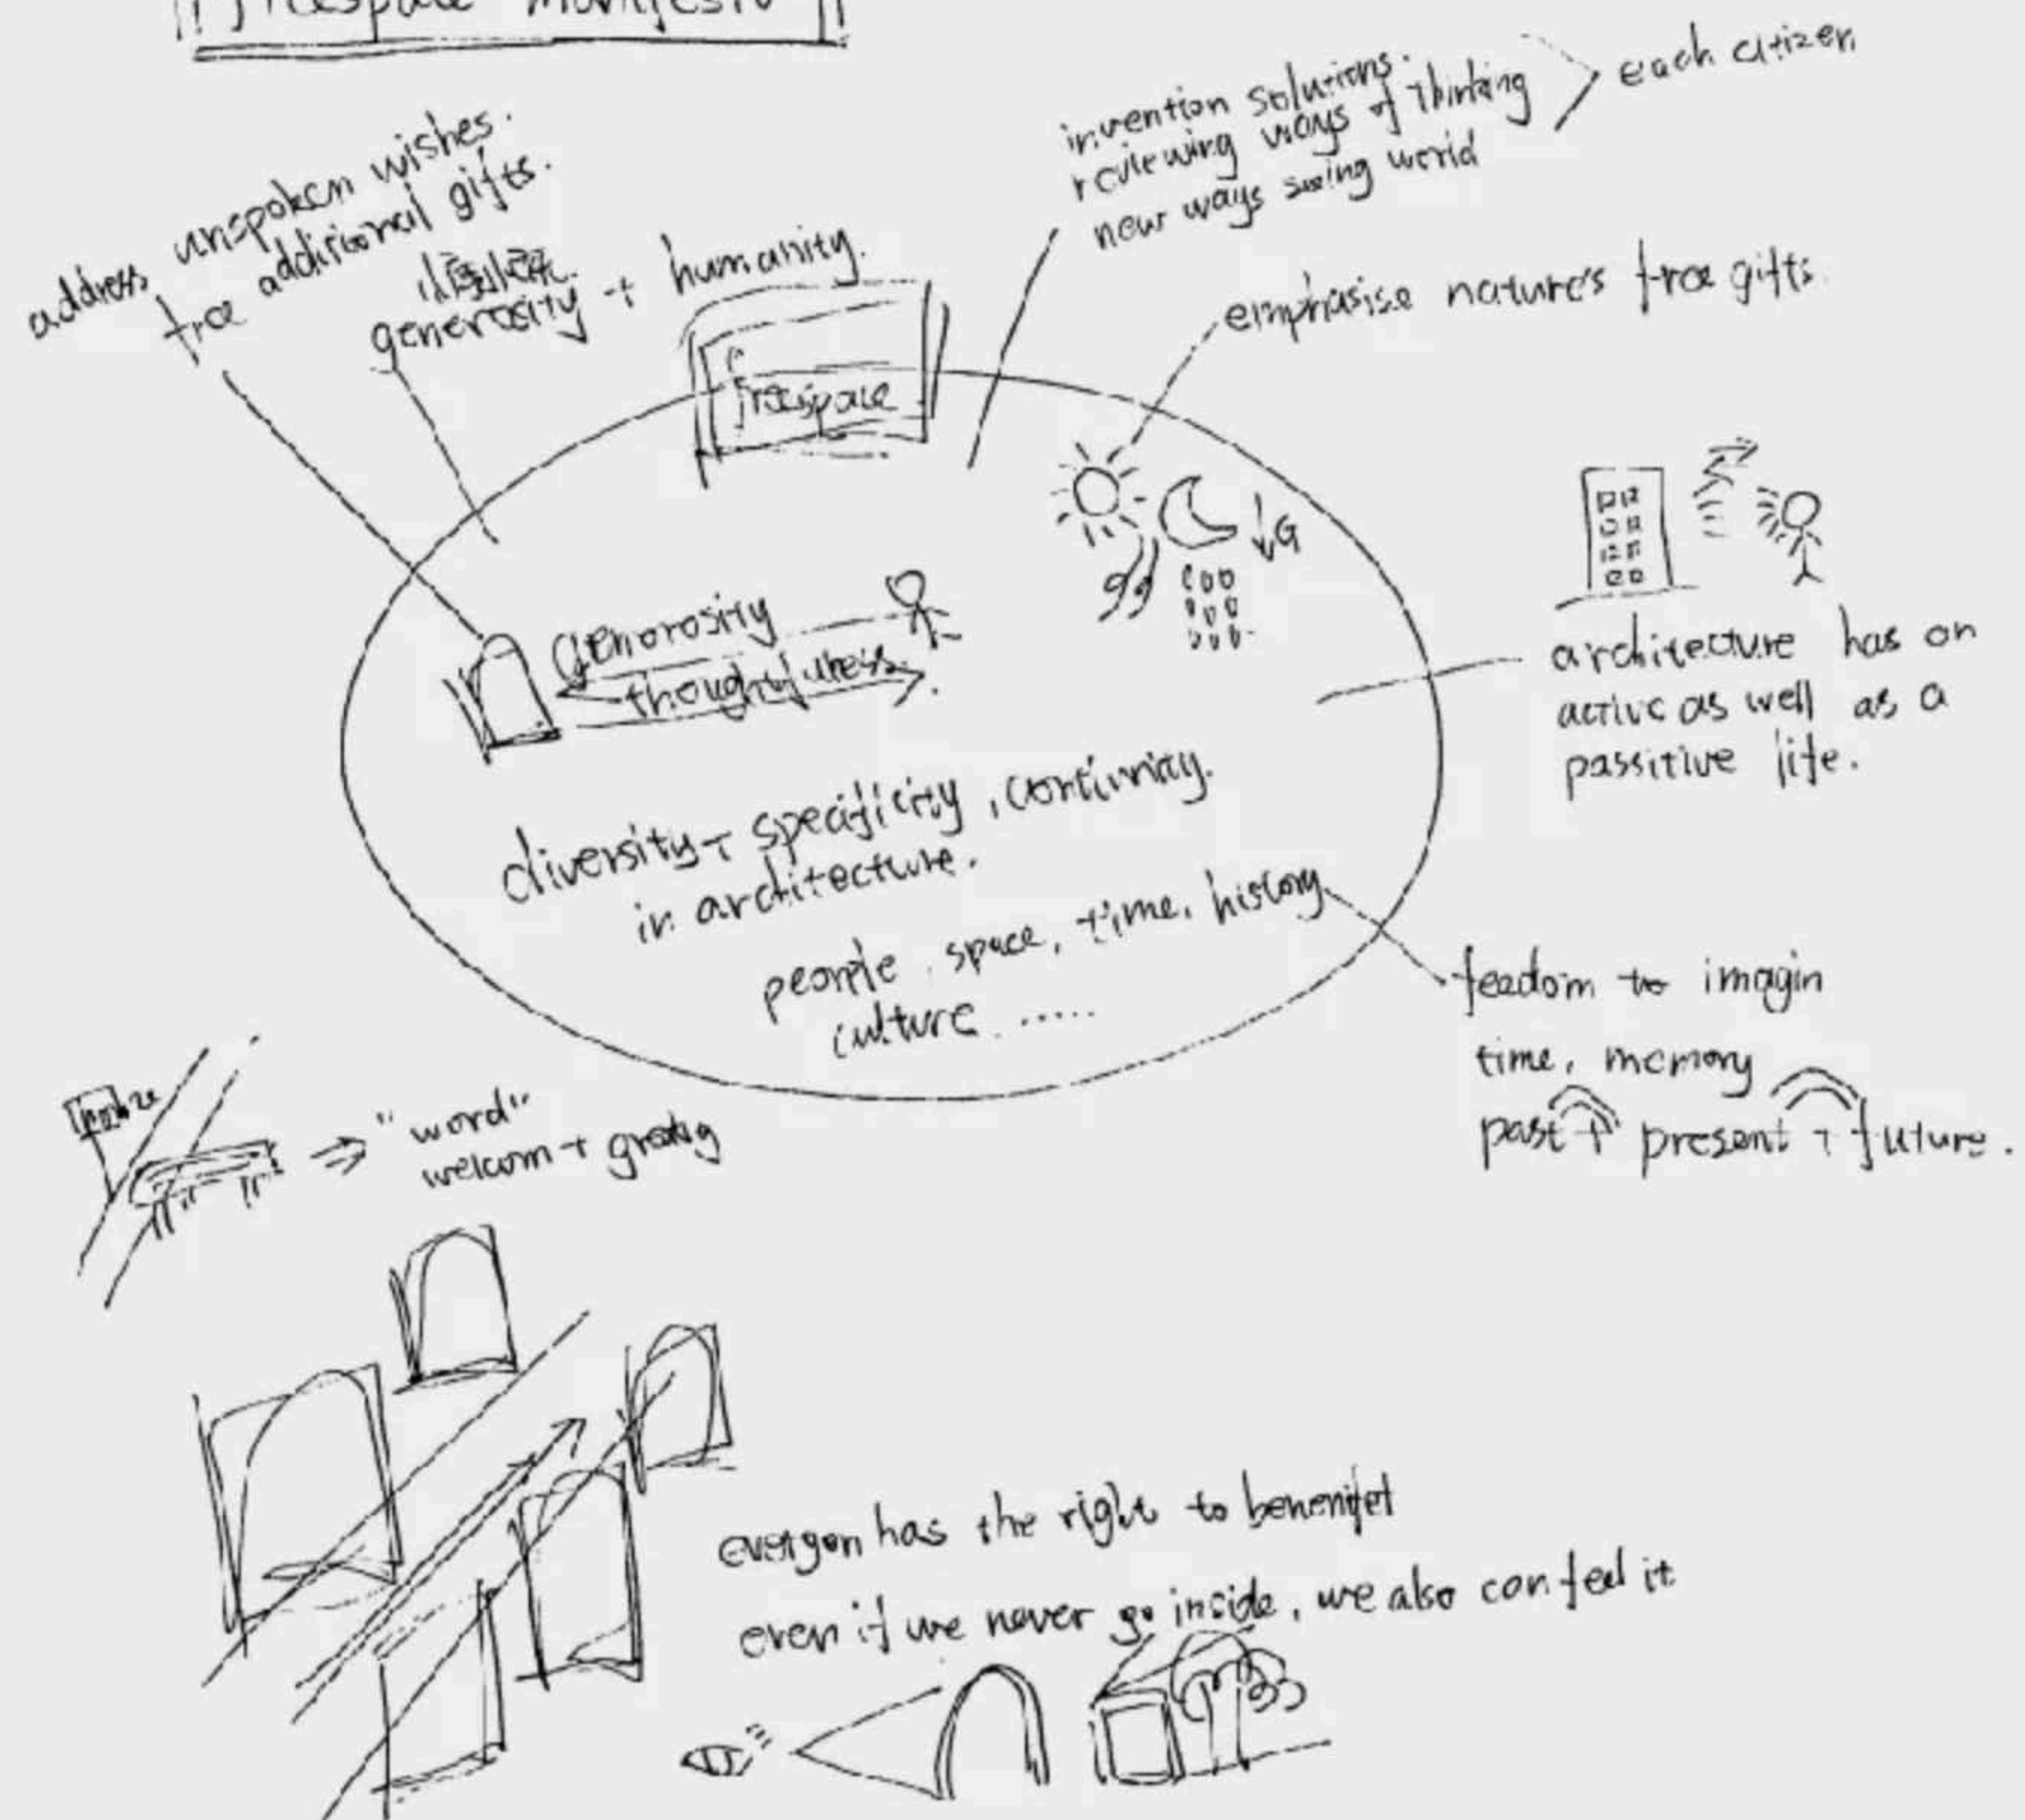 freespace manifesto
address unspoken wishes.
free additional gifts.
generosity + humanity.
invention solutions.
reviewing ways of thinking
new ways seeing world
each citizen
emphasise nature's free gifts.
freespace
G
generosity
thoughtfulness.
architecture has an
active as well as a
passitive life.
diversity + specificity, continuity.
in architecture.
people, space, time, history
culture .....
feedom to imagin
time, memory
past + present + future.
"word"
welcom + greatig
everyon has the right to benenifet
even if we never go inside, we also can feel it